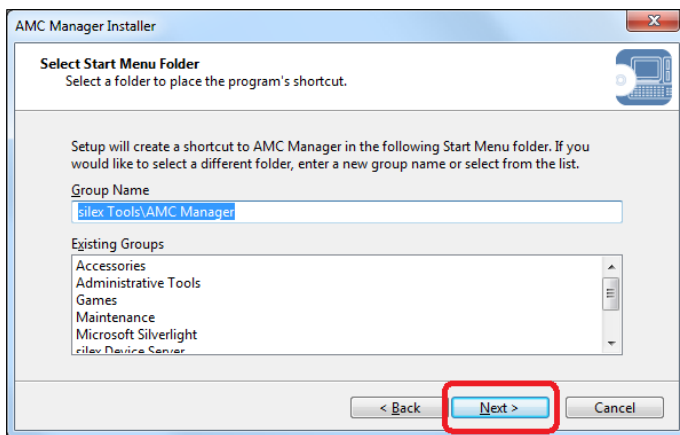 AMC Manager Installer
Select Start Menu Folder
Select a folder to place the program's shortcut.
Setup will create a shortcut to AMC Manager in the following Start Menu folder. If you
would like to select a different folder, enter a new group name or select from the list.
Group Name
silex Tools\AMC Manager
Existing Groups
Accessories
Administrative Tools
Games
Maintenance
Microsoft Silverlight
silex Device Server
< Back Next > Cancel